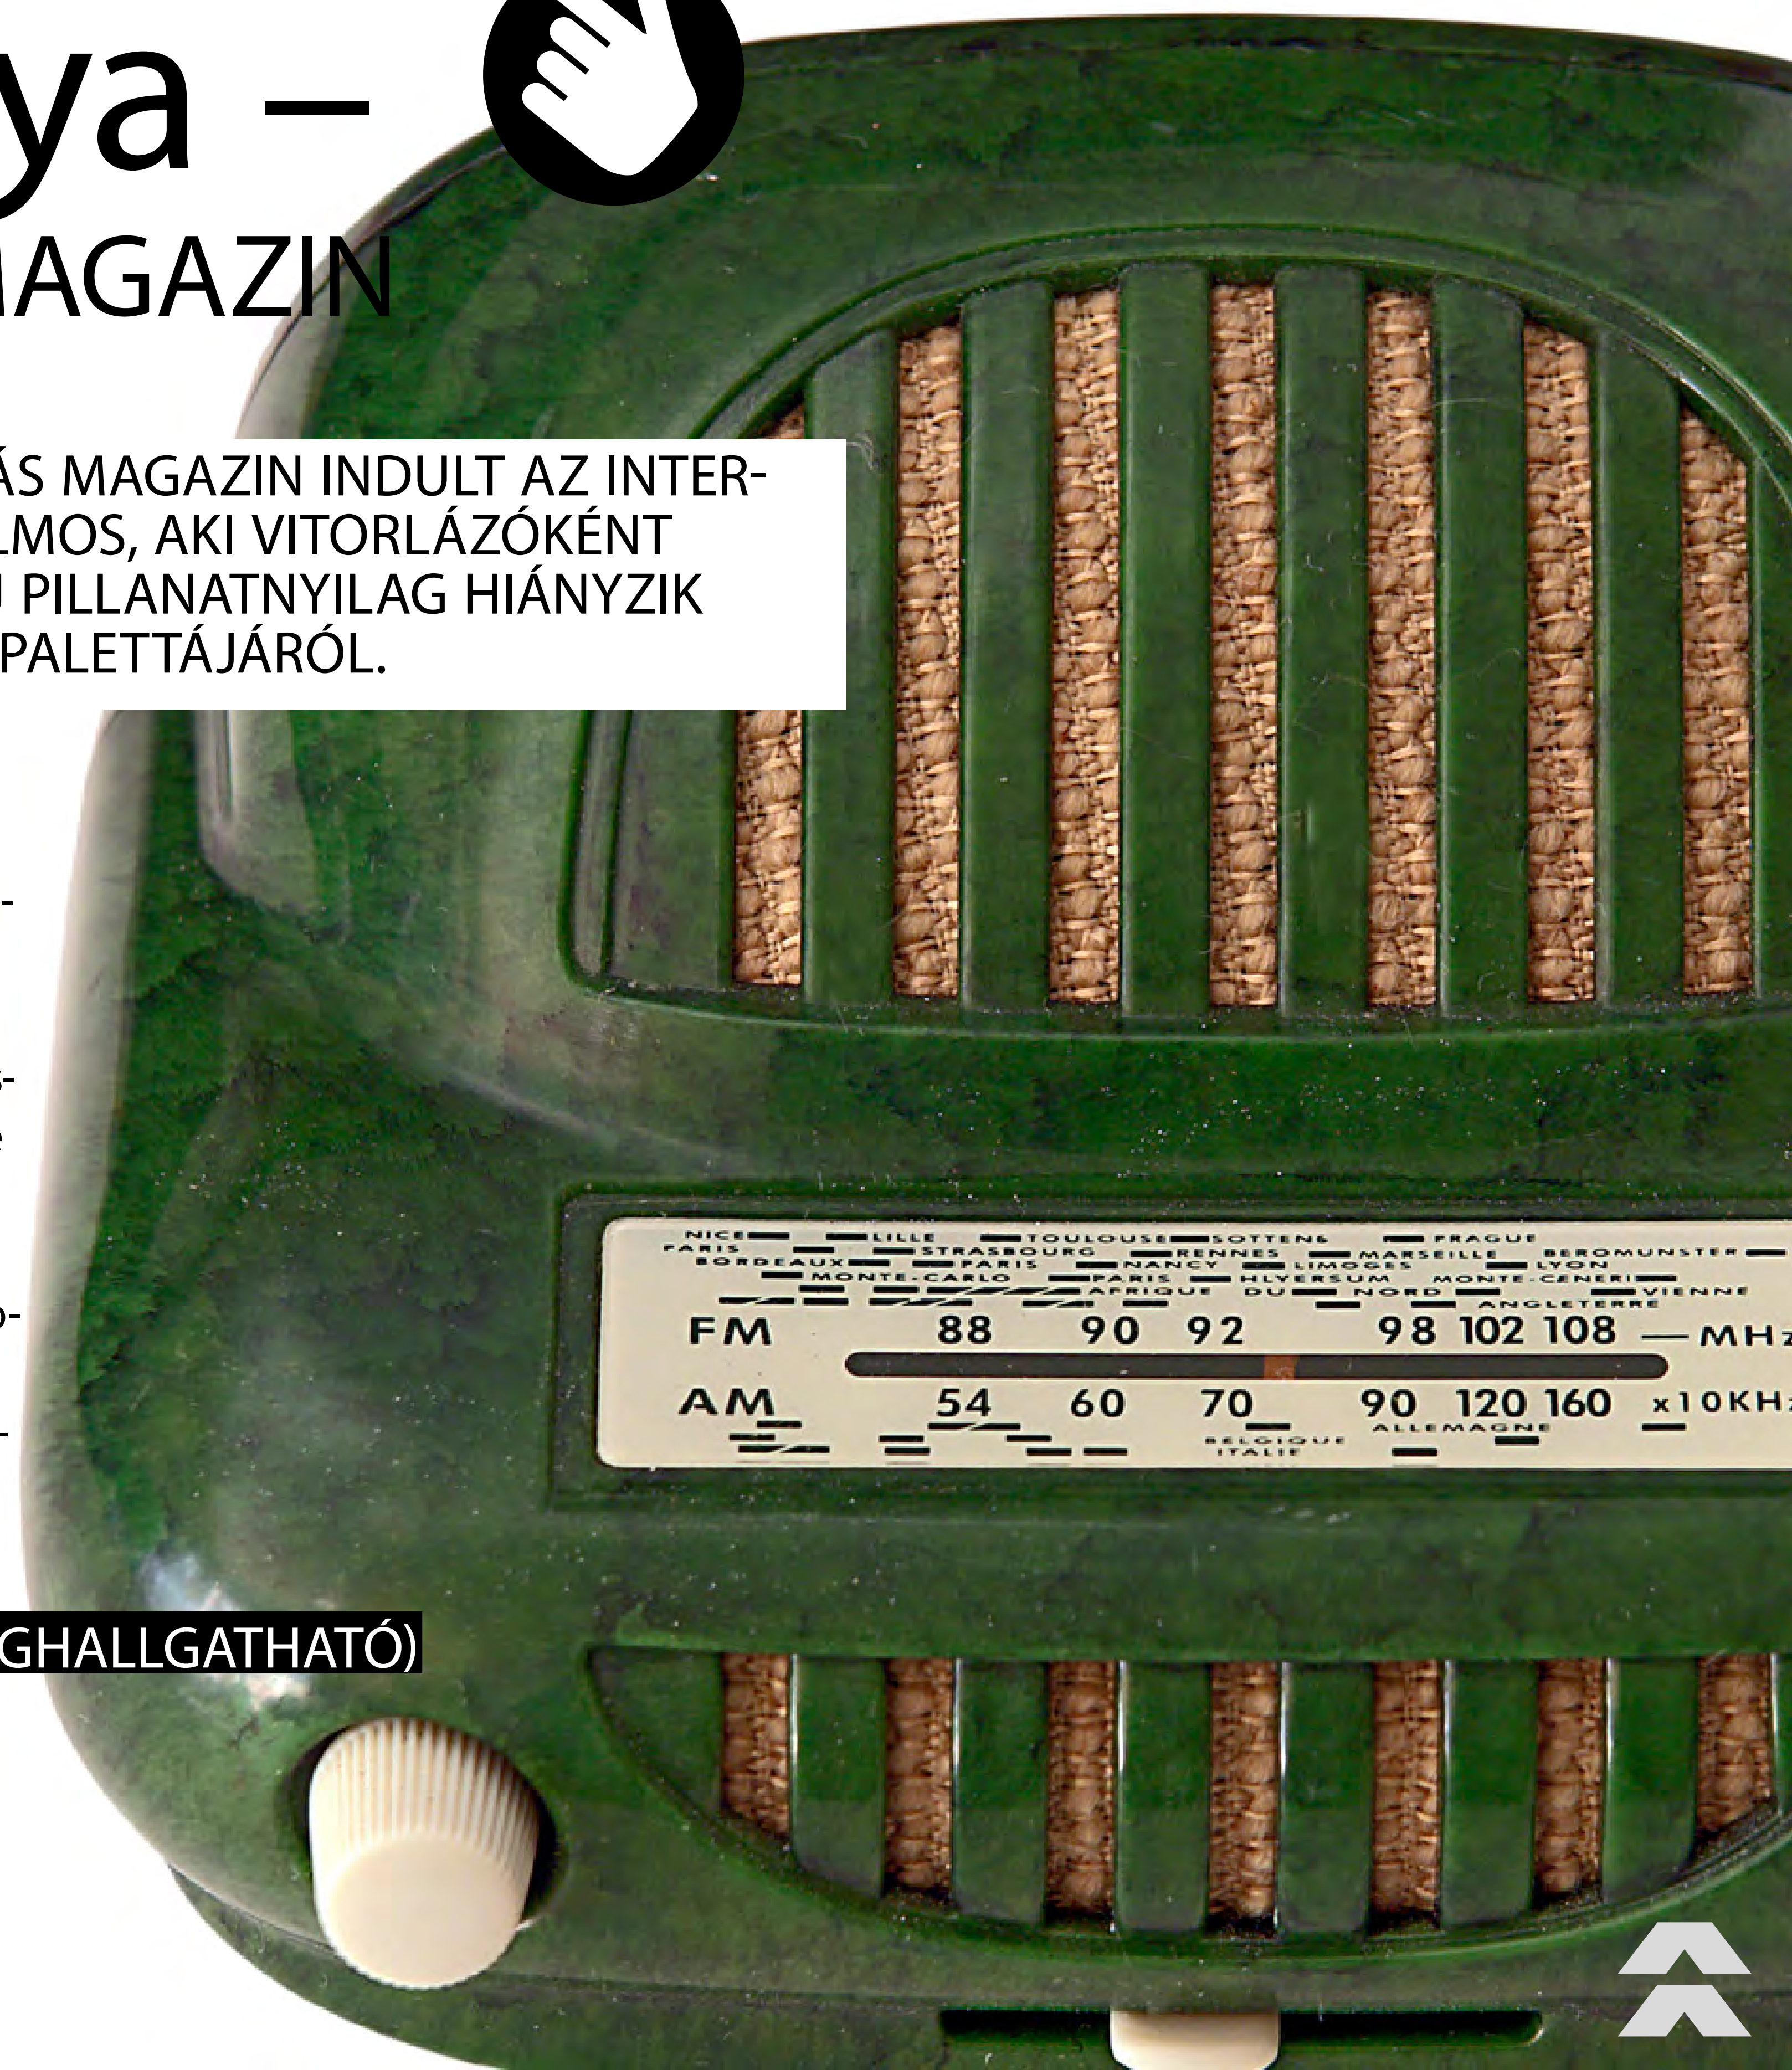 ya –
MAGAZIN
ÁS MAGAZIN INDULT AZ INTER-
LMOS, AKI VITORLÁZÓKÉNT
PILLANATNYILAG HIÁNYZIK
PALETTÁJÁRÓL.
-
s-
e
o-
-
NICE LILLE TOULOUSE SOTTENS PRAGUE
PARIS STRASBOURG RENNES MARSEILLE BEROMUNSTER
BORDEAUX PARIS NANCY LIMOGES LYON
MONTE-CARLO PARIS HLYERSUM MONTE-CENERI
AFRIQUE DU NORD VIENNE
ANGLETERRE
FM 88 90 92 98 102 108 — MHz
AM 54 60 70 90 120 160 x10KHz
ALLEMAGNE
BELGIQUE
ITALIE
GHALLGATHATÓ)